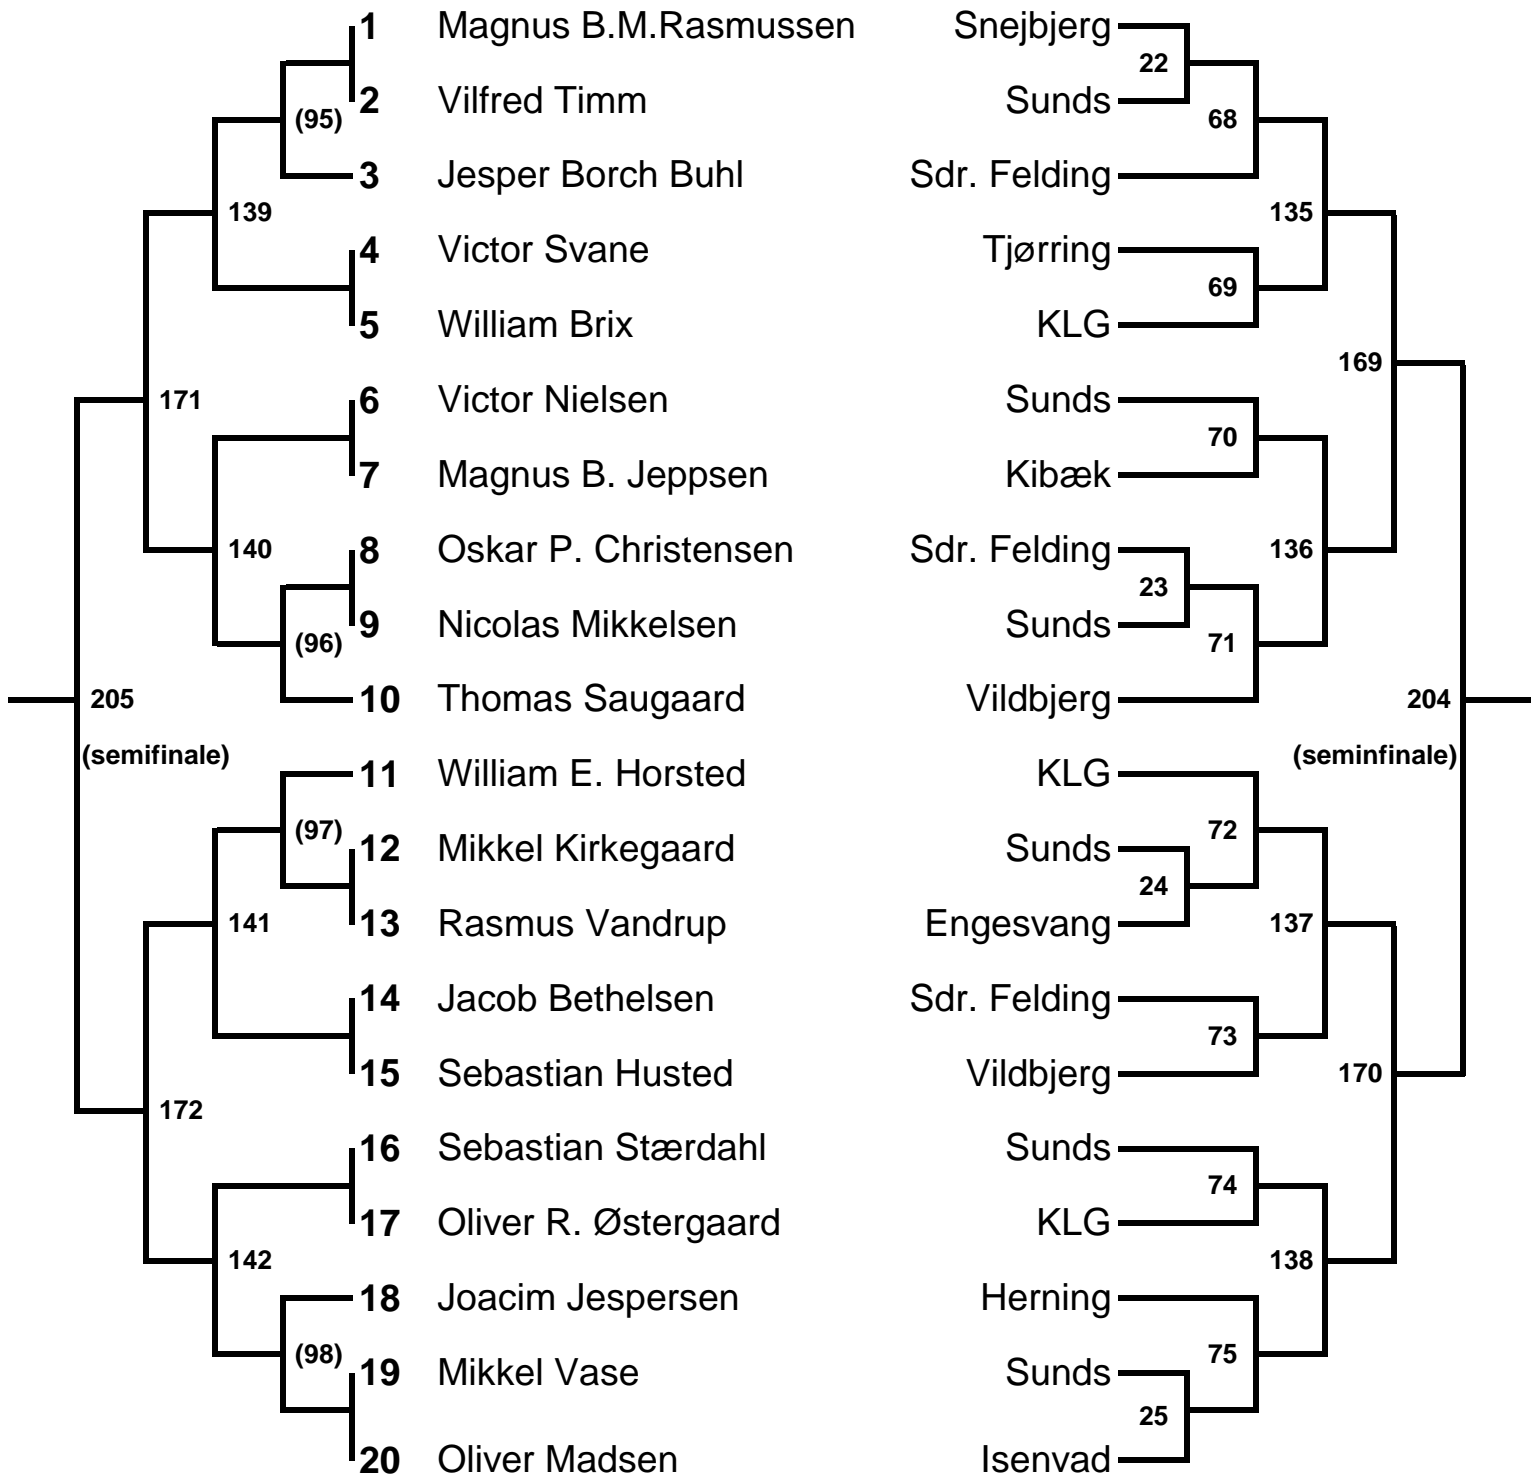 1 Magnus B.M.Rasmussen Snejbjerg
22
2 Vilfred Timm Sunds
(95) 68
3 Jesper Borch Buhl Sdr. Felding
139 135
4 Victor Svane Tjørring
69
5 William Brix KLG
169
171 6 Victor Nielsen Sunds
70
7 Magnus B. Jeppsen Kibæk
140 8 Oskar P. Christensen Sdr. Felding 136
23
9 Nicolas Mikkelsen Sunds
(96) 71
205 10 Thomas Saugaard Vildbjerg 204
(semifinale) (seminfinale)
11 William E. Horsted KLG
(97) 72
12 Mikkel Kirkegaard Sunds
24
141 13 Rasmus Vandrup Engesvang 137
14 Jacob Bethelsen Sdr. Felding
73
15 Sebastian Husted Vildbjerg 170
172
16 Sebastian Stærdahl Sunds
74
17 Oliver R. Østergaard KLG
142 138
18 Joacim Jespersen Herning
(98) 75
19 Mikkel Vase Sunds
25
20 Oliver Madsen Isenvad